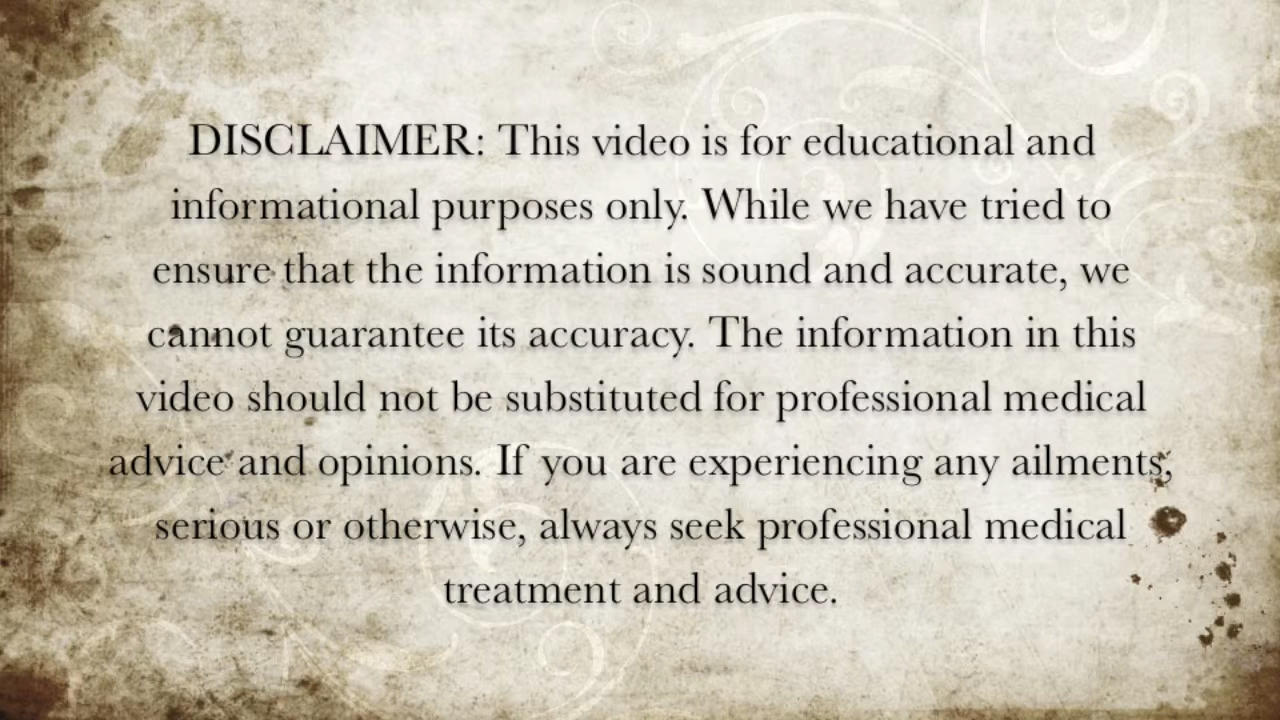 DISCLAIMER: This video is for educational and
informational purposes only. While we have tried to
ensure that the information is sound and accurate, we
cannot guarantee its accuracy. The information in this
video should not be substituted for professional medical
advice and opinions. If you are experiencing any ailments,
serious or otherwise, always seek professional medical
treatment and advice.